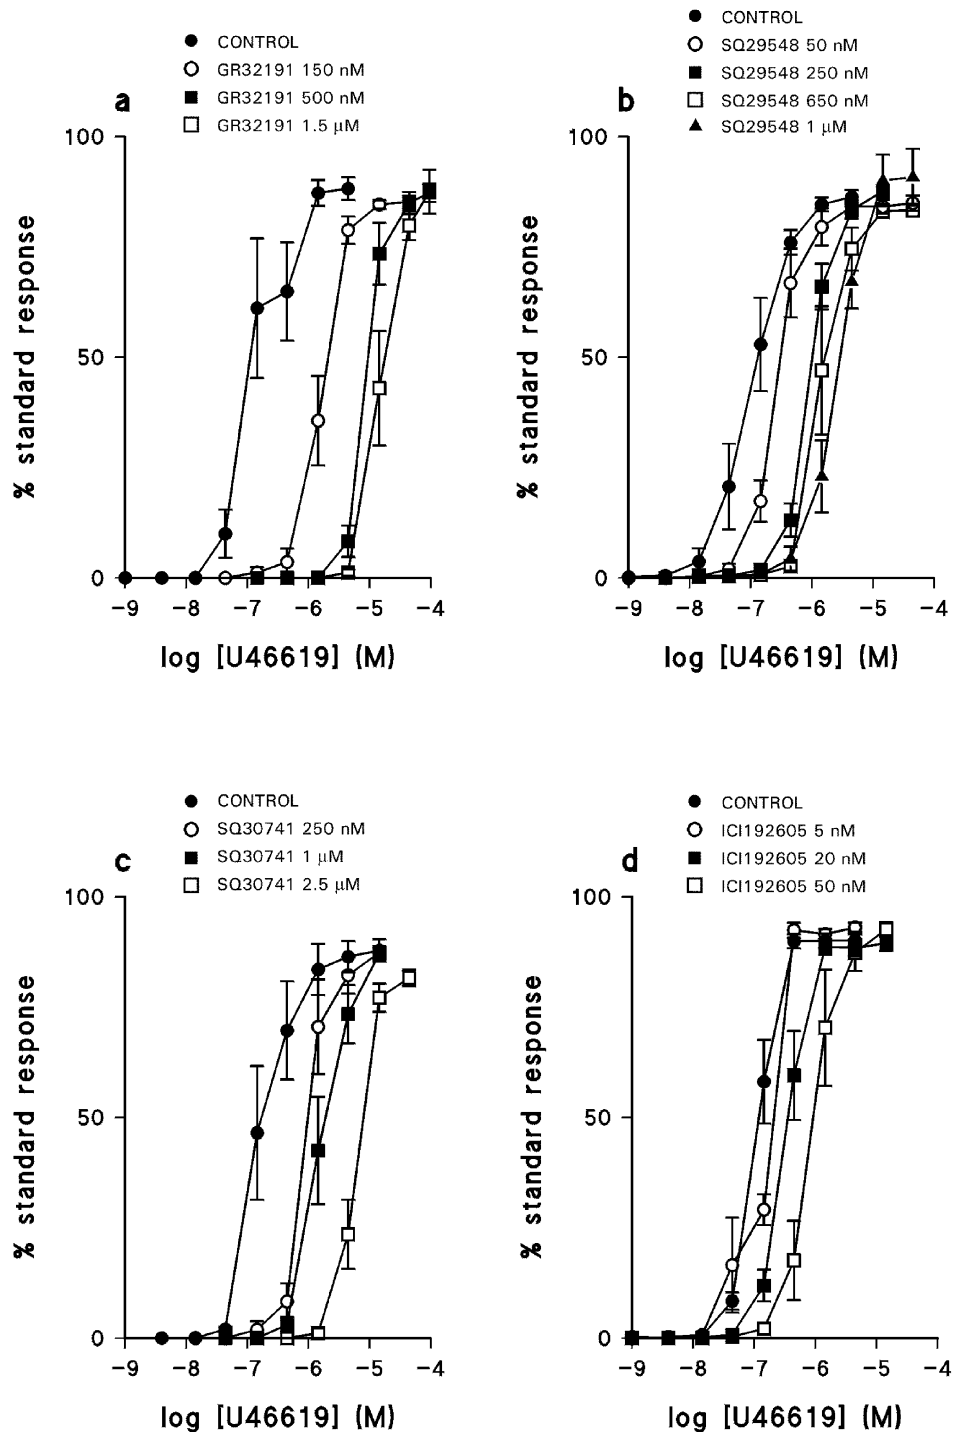 a
CONTROL
GR32191 150 nM
GR32191 500 nM
GR32191 1.5 μM
% standard response
100
50
0
-9 -8 -7 -6 -5 -4
log [U46619] (M)
b
CONTROL
SQ29548 50 nM
SQ29548 250 nM
SQ29548 650 nM
SQ29548 1 μM
% standard response
100
50
0
-9 -8 -7 -6 -5 -4
log [U46619] (M)
c
CONTROL
SQ30741 250 nM
SQ30741 1 μM
SQ30741 2.5 μM
% standard response
100
50
0
-9 -8 -7 -6 -5 -4
log [U46619] (M)
d
CONTROL
ICI192605 5 nM
ICI192605 20 nM
ICI192605 50 nM
% standard response
100
50
0
-9 -8 -7 -6 -5 -4
log [U46619] (M)